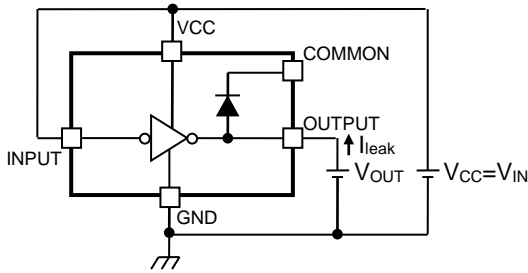 VCC
COMMON
OUTPUT
INPUT
Ileak
VOUT
VCC=VIN
GND